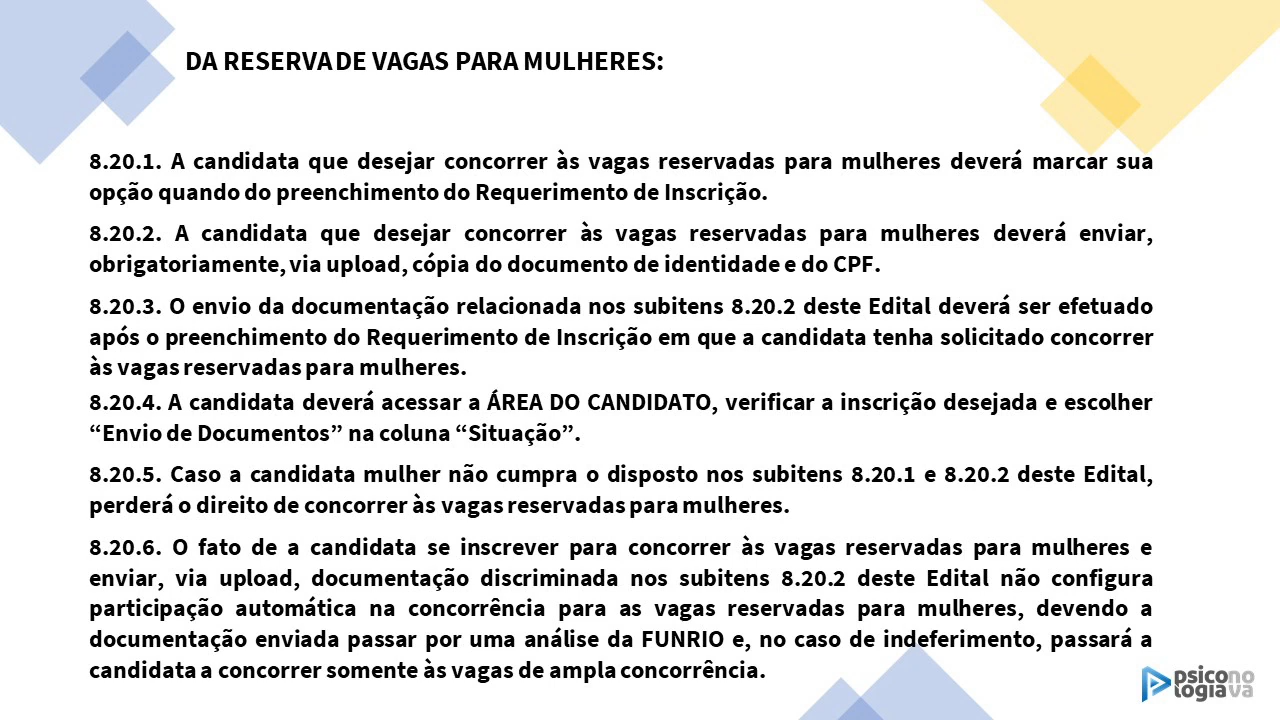 DA RESERVA DE VAGAS PARA MULHERES:
8.20.1. A candidata que desejar concorrer às vagas reservadas para mulheres deverá marcar sua
opção quando do preenchimento do Requerimento de Inscrição.
8.20.2. A candidata que desejar concorrer às vagas reservadas para mulheres deverá enviar,
obrigatoriamente, via upload, cópia do documento de identidade e do CPF.
8.20.3. O envio da documentação relacionada nos subitens 8.20.2 deste Edital deverá ser efetuado
após o preenchimento do Requerimento de Inscrição em que a candidata tenha solicitado concorrer
às vagas reservadas para mulheres.
8.20.4. A candidata deverá acessar a ÁREA DO CANDIDATO, verificar a inscrição desejada e escolher
“Envio de Documentos” na coluna “Situação”.
8.20.5. Caso a candidata mulher não cumpra o disposto nos subitens 8.20.1 e 8.20.2 deste Edital,
perderá o direito de concorrer às vagas reservadas para mulheres.
8.20.6. O fato de a candidata se inscrever para concorrer às vagas reservadas para mulheres e
enviar, via upload, documentação discriminada nos subitens 8.20.2 deste Edital não configura
participação automática na concorrência para as vagas reservadas para mulheres, devendo a
documentação enviada passar por uma análise da FUNRIO e, no caso de indeferimento, passará a
candidata a concorrer somente às vagas de ampla concorrência.
psicono
logiava